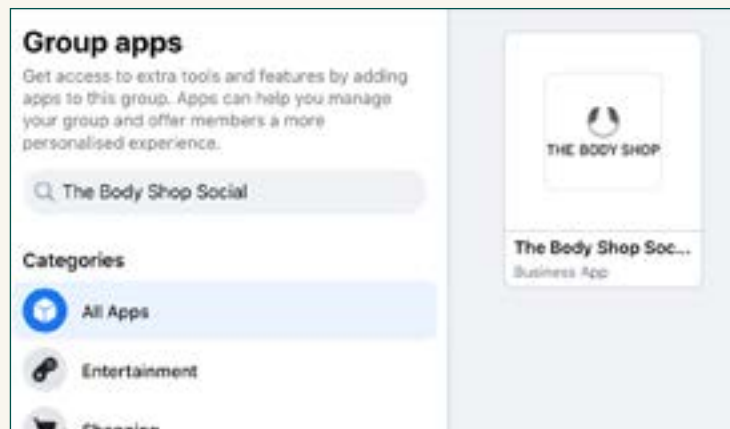 Group apps
Get access to extra tools and features by adding
apps to this group. Apps can help you manage
your group and offer members a more
personalised experience.
The Body Shop Social
Categories
All Apps
Entertainment
Shopping
THE BODY SHOP
The Body Shop Soc...
Business App